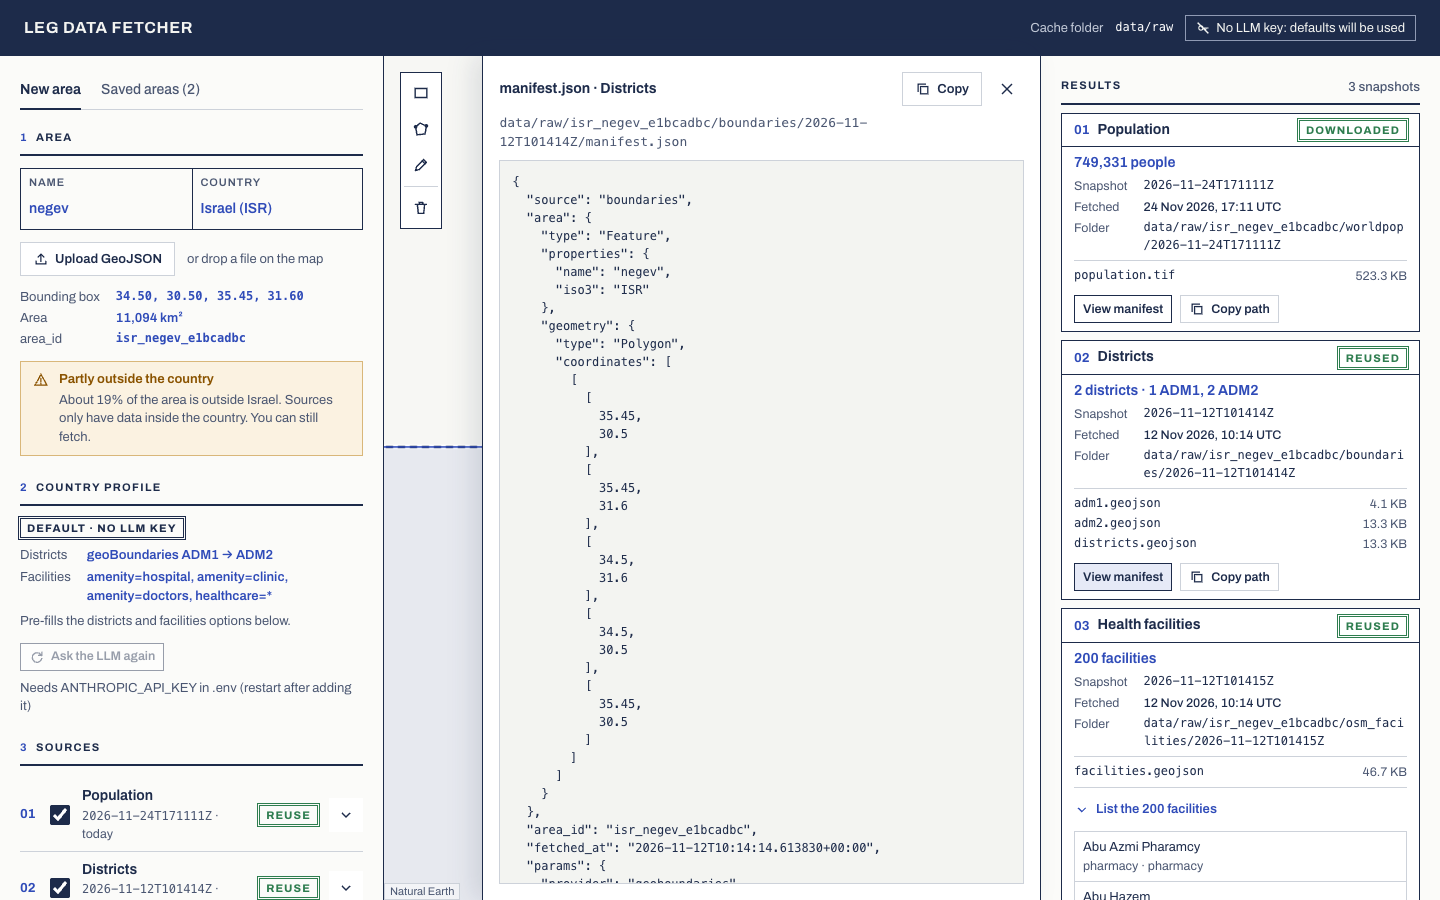 LEG DATA FETCHER
Cache folder data/raw
No LLM key: defaults will be used
New area
Saved areas (2)
1 AREA
NAME
negev
COUNTRY
Israel (ISR)
Upload GeoJSON
or drop a file on the map
Bounding box 34.50, 30.50, 35.45, 31.60
Area 11,094 km²
area_id isr_negev_e1bcadbc
Partly outside the country
About 19% of the area is outside Israel. Sources
only have data inside the country. You can still
fetch.
2 COUNTRY PROFILE
DEFAULT · NO LLM KEY
Districts geoBoundaries ADM1 → ADM2
Facilities amenity=hospital, amenity=clinic,
amenity=doctors, healthcare=*
Pre-fills the districts and facilities options below.
Ask the LLM again
Needs ANTHROPIC_API_KEY in .env (restart after adding
it)
3 SOURCES
01 Population
2026-11-24T171111Z ·
today
REUSE
02 Districts
2026-11-12T101414Z ·
REUSE
Natural Earth
manifest.json · Districts
Copy
data/raw/isr_negev_e1bcadbc/boundaries/2026-11-
12T101414Z/manifest.json
{
"source": "boundaries",
"area": {
"type": "Feature",
"properties": {
"name": "negev",
"iso3": "ISR"
},
"geometry": {
"type": "Polygon",
"coordinates": [
[
[
35.45,
30.5
],
[
35.45,
31.6
],
[
34.5,
31.6
],
[
34.5,
30.5
],
[
35.45,
30.5
]
]
]
}
},
"area_id": "isr_negev_e1bcadbc",
"fetched_at": "2026-11-12T10:14:14.613830+00:00",
"params": {
"provider": "geoboundaries"
RESULTS
3 snapshots
01 Population
DOWNLOADED
749,331 people
Snapshot 2026-11-24T171111Z
Fetched 24 Nov 2026, 17:11 UTC
Folder data/raw/isr_negev_e1bcadbc/worldpop
/2026-11-24T171111Z
population.tif 523.3 KB
View manifest
Copy path
02 Districts
REUSED
2 districts · 1 ADM1, 2 ADM2
Snapshot 2026-11-12T101414Z
Fetched 12 Nov 2026, 10:14 UTC
Folder data/raw/isr_negev_e1bcadbc/boundari
es/2026-11-12T101414Z
adm1.geojson 4.1 KB
adm2.geojson 13.3 KB
districts.geojson 13.3 KB
View manifest
Copy path
03 Health facilities
REUSED
200 facilities
Snapshot 2026-11-12T101415Z
Fetched 12 Nov 2026, 10:14 UTC
Folder data/raw/isr_negev_e1bcadbc/osm_faci
lities/2026-11-12T101415Z
facilities.geojson 46.7 KB
List the 200 facilities
Abu Azmi Pharamcy
pharmacy · pharmacy
Abu Hazem